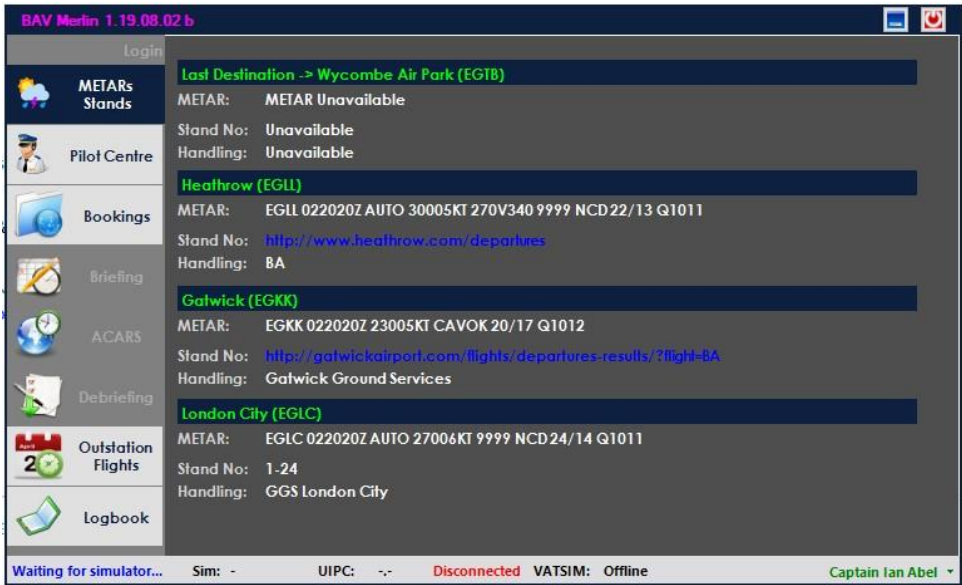 BAV Merlin 1.19.08.02 b
Login
METARs
Stands
Pilot Centre
Bookings
Briefing
ACARS
Debriefing
April
20
Outstation
Flights
Logbook
Last Destination -> Wycombe Air Park (EGTB)
METAR: METAR Unavailable
Stand No: Unavailable
Handling: Unavailable
Heathrow (EGLL)
METAR: EGLL 022020Z AUTO 30005KT 270V340 9999 NCD 22/13 Q1011
Stand No: http://www.heathrow.com/departures
Handling: BA
Gatwick (EGKK)
METAR: EGKK 022020Z 23005KT CAVOK 20/17 Q1012
Stand No: http://gatwickairport.com/flights/departures-results/?flight=BA
Handling: Gatwick Ground Services
London City (EGLC)
METAR: EGLC 022020Z AUTO 27006KT 9999 NCD 24/14 Q1011
Stand No: 1-24
Handling: GGS London City
Waiting for simulator... Sim: - UIPC: -.- Disconnected VATSIM: Offline Captain Ian Abel